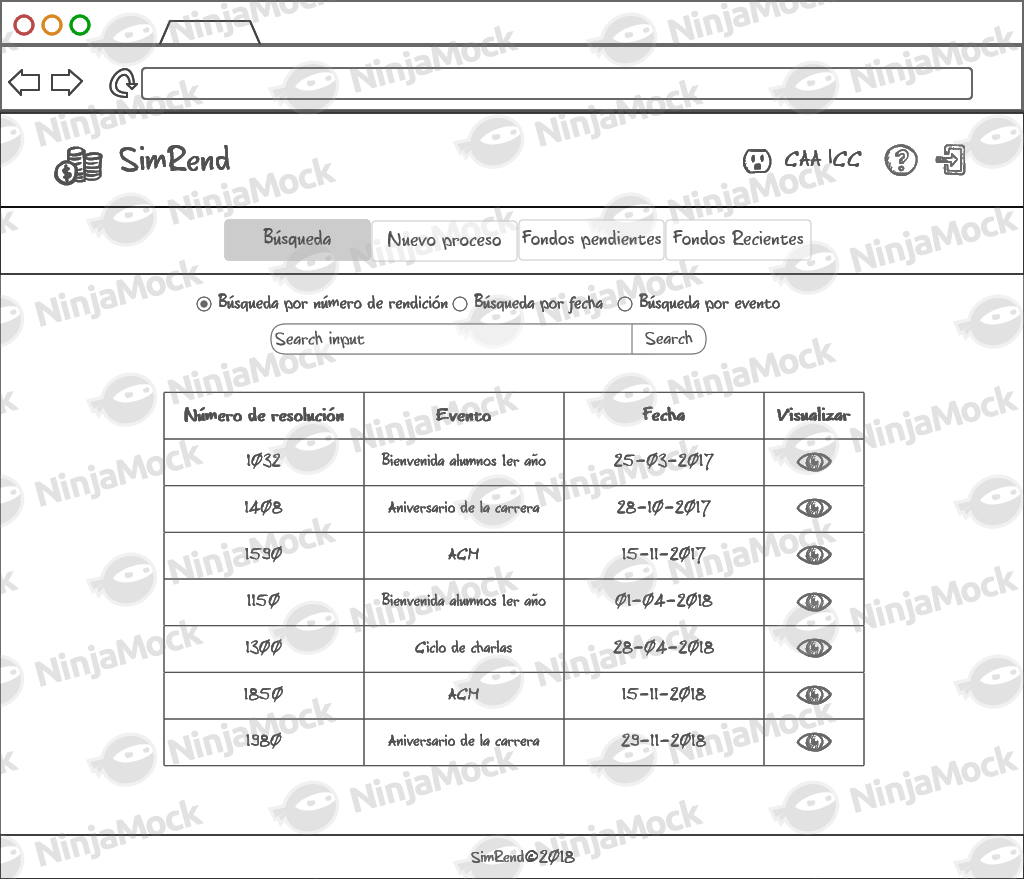 SimRend
CAA ICC
Búsqueda
Nuevo proceso
Fondos pendientes
Fondos Recientes
Búsqueda por número de rendición
Búsqueda por fecha
Búsqueda por evento
Search input
Search
Número de resolución
Evento
Fecha
Visualizar
1032
Bienvenida alumnos 1er año
25-03-2017
1408
Aniversario de la carrera
28-10-2017
1590
ACM
15-11-2017
1150
Bienvenida alumnos 1er año
01-04-2018
1300
Ciclo de charlas
28-04-2018
1850
ACM
15-11-2018
1980
Aniversario de la carrera
29-11-2018
SimRend©2018
NinjaMock